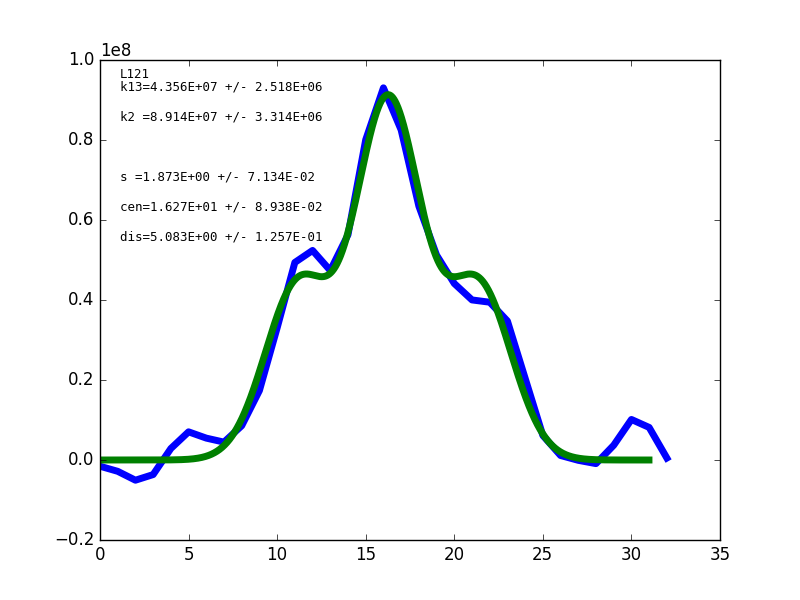 1e8
L121
k13=4.356E+07 +/- 2.518E+06
k2 =8.914E+07 +/- 3.314E+06
s =1.873E+00 +/- 7.134E-02
cen=1.627E+01 +/- 8.938E-02
dis=5.083E+00 +/- 1.257E-01
1.0
0.8
0.6
0.4
0.2
0.0
−0.2
0 5 10 15 20 25 30 35